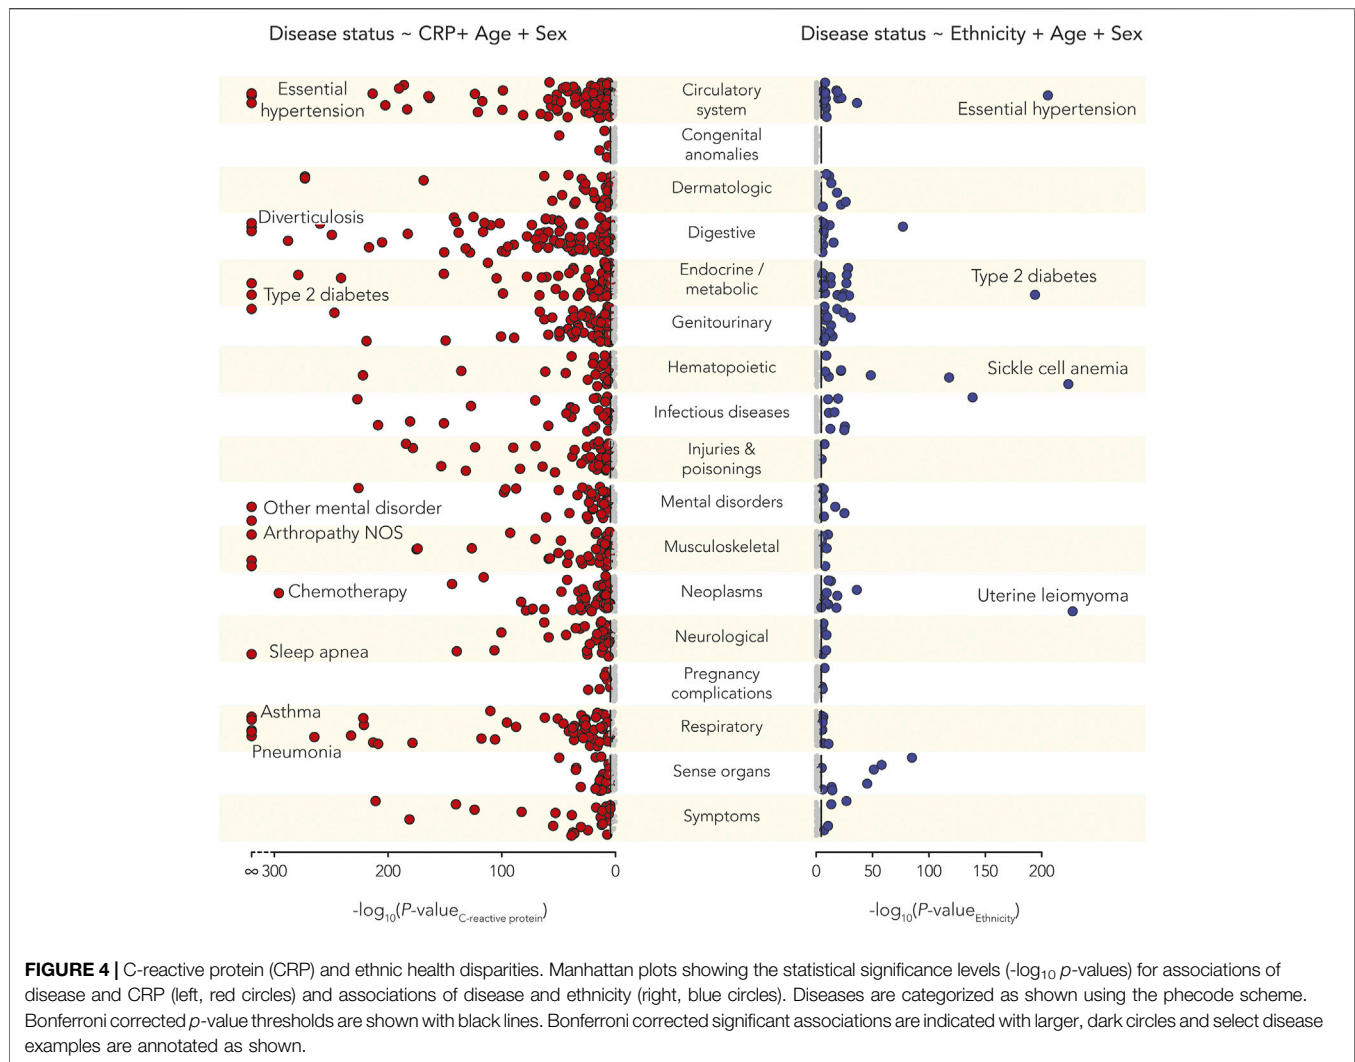 Disease status ~ CRP+ Age + Sex
Disease status ~ Ethnicity + Age + Sex
Essential
hypertension
Circulatory
system
Essential hypertension
Congenital
anomalies
Dermatologic
Diverticulosis
Digestive
Endocrine /
metabolic
Type 2 diabetes
Type 2 diabetes
Genitourinary
Hematopoietic
Sickle cell anemia
Infectious diseases
Injuries &
poisonings
Other mental disorder
Mental disorders
Arthropathy NOS
Musculoskeletal
Chemotherapy
Neoplasms
Uterine leiomyoma
Neurological
Sleep apnea
Pregnancy
complications
Asthma
Respiratory
Pneumonia
Sense organs
Symptoms
∞ 300 200 100 0
0 50 100 150 200
-log10(P-valueC-reactive protein)
-log10(P-valueEthnicity)
FIGURE 4 | C-reactive protein (CRP) and ethnic health disparities. Manhattan plots showing the statistical significance levels (-log10 p-values) for associations of
disease and CRP (left, red circles) and associations of disease and ethnicity (right, blue circles). Diseases are categorized as shown using the phecode scheme.
Bonferroni corrected p-value thresholds are shown with black lines. Bonferroni corrected significant associations are indicated with larger, dark circles and select disease
examples are annotated as shown.